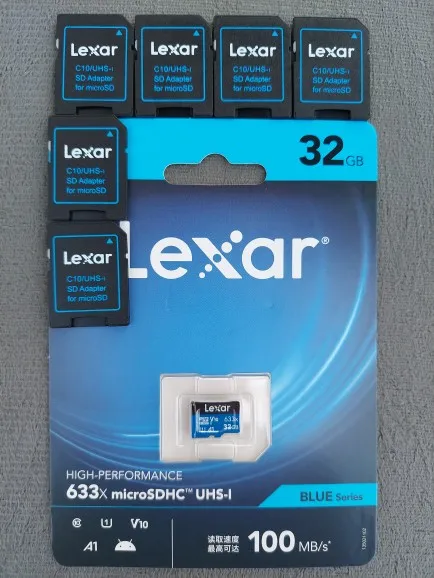 Lexar
C10/UHS-I
SD Adapter
for microSD
Lexar
C10/UHS-I
SD Adapter
for microSD
Lexar
C10/UHS-I
SD Adapter
for microSD
Lexar
C10/UHS-I
SD Adapter
for microSD
Lexar
C10/UHS-I
SD Adapter
for microSD
Lexar
C10/UHS-I
SD Adapter
for microSD
32GB
Lexar®
Lexar
V10 633x
32GB
HIGH-PERFORMANCE
633x microSDHC™ UHS-I
BLUE Series
V10
A1
读取速度
最高可达
100 MB/s*